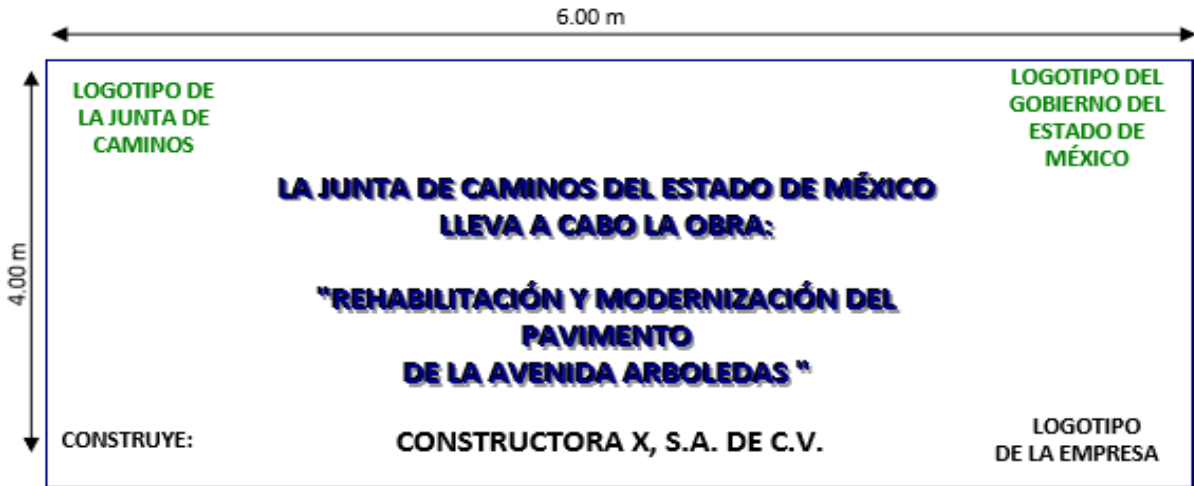 6.00 m
LOGOTIPO DE
LA JUNTA DE
CAMINOS
LOGOTIPO DEL
GOBIERNO DEL
ESTADO DE
MÉXICO
4.00 m
LA JUNTA DE CAMINOS DEL ESTADO DE MÉXICO
LLEVA A CABO LA OBRA:
"REHABILITACIÓN Y MODERNIZACIÓN DEL
PAVIMENTO
DE LA AVENIDA ARBOLEDAS "
CONSTRUYE:
CONSTRUCTORA X, S.A. DE C.V.
LOGOTIPO
DE LA EMPRESA